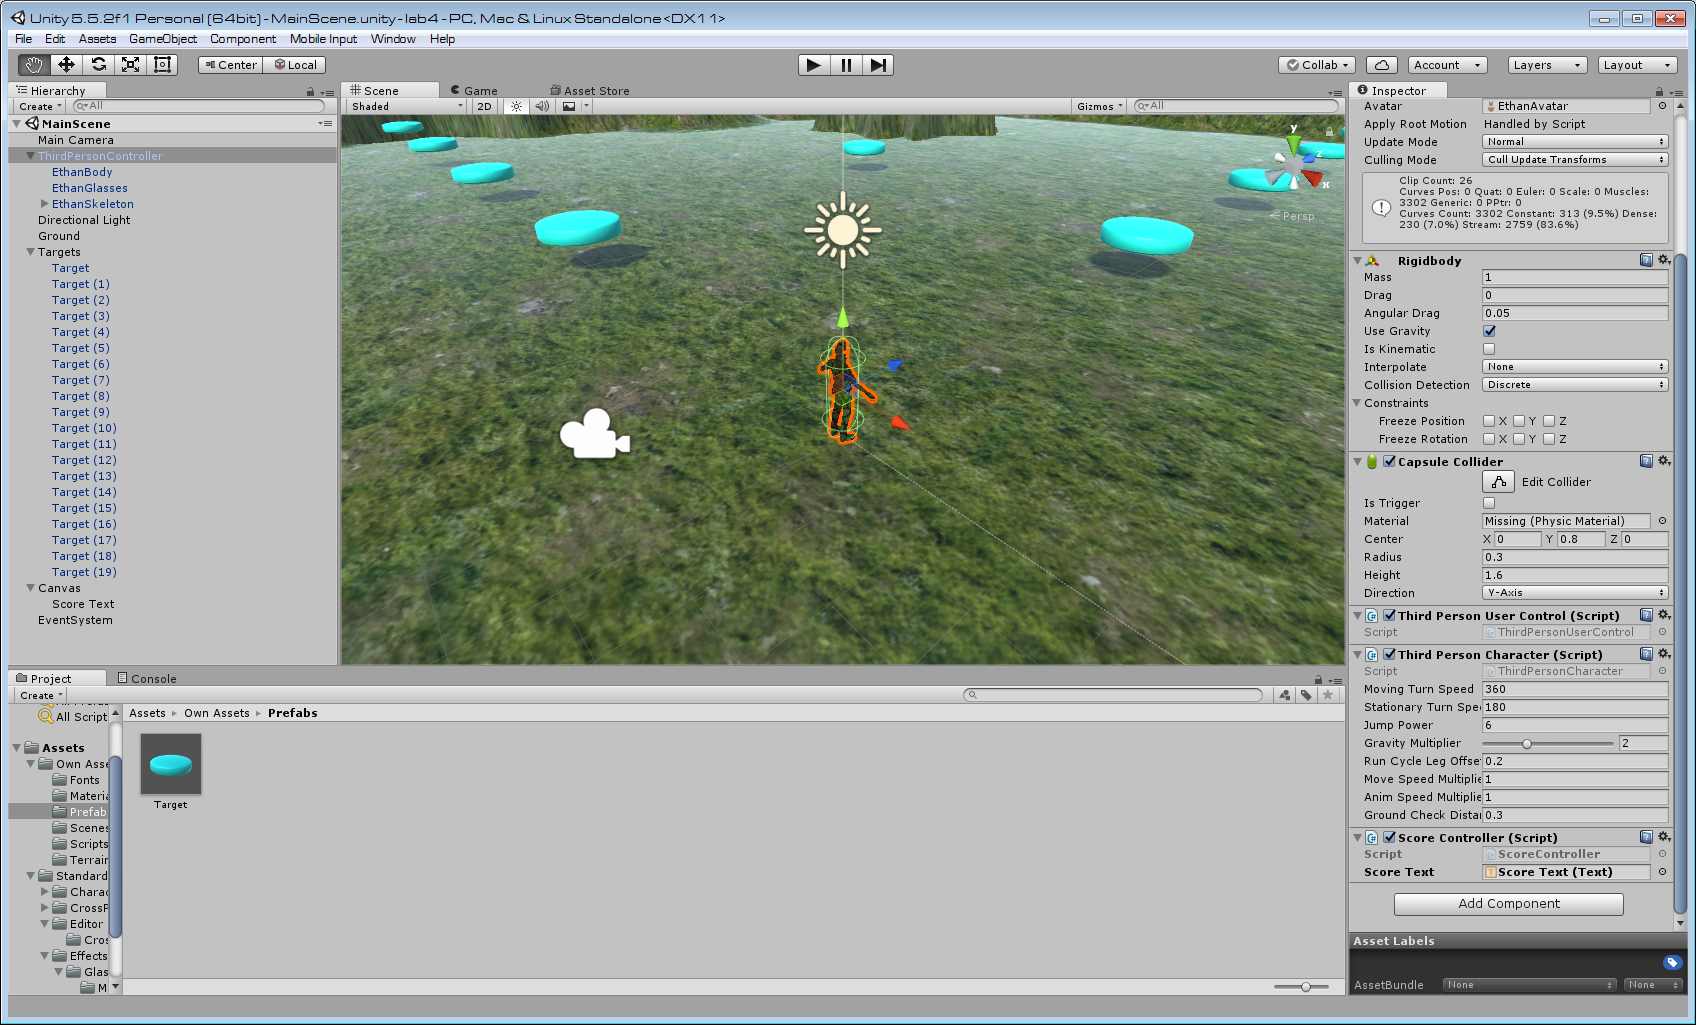 Unity 5.5.2f1 Personal (64bit) - MainScene.unity - lab4 - PC, Mac & Linux Standalone <DX11>
File Edit Assets GameObject Component Mobile Input Window Help
Center Local Collab Account Layers Layout
Hierarchy
Create All
MainScene
Main Camera
ThirdPersonController
EthanBody
EthanGlasses
EthanSkeleton
Directional Light
Ground
Targets
Target
Target (1)
Target (2)
Target (3)
Target (4)
Target (5)
Target (6)
Target (7)
Target (8)
Target (9)
Target (10)
Target (11)
Target (12)
Target (13)
Target (14)
Target (15)
Target (16)
Target (17)
Target (18)
Target (19)
Canvas
Score Text
EventSystem
Scene Game Asset Store
Shaded 2D Gizmos All
y
z
x
Persp
Project Console
Create
All Script
Assets
Own Asse
Fonts
Materia
Prefab
Scenes
Scripts
Terrain
Standard
Charac
CrossP
Editor
Cros
Effects
Glas
M
Assets Own Assets Prefabs
Target
Inspector
Avatar EthanAvatar
Apply Root Motion Handled by Script
Update Mode Normal
Culling Mode Cull Update Transforms
Clip Count: 26
Curves Pos: 0 Quat: 0 Euler: 0 Scale: 0 Muscles:
3302 Generic: 0 PPtr: 0
Curves Count: 3302 Constant: 313 (9.5%) Dense:
230 (7.0%) Stream: 2759 (83.6%)
Rigidbody
Mass 1
Drag 0
Angular Drag 0.05
Use Gravity
Is Kinematic
Interpolate None
Collision Detection Discrete
Constraints
Freeze Position X Y Z
Freeze Rotation X Y Z
Capsule Collider
Edit Collider
Is Trigger
Material Missing (Physic Material)
Center X 0 Y 0.8 Z 0
Radius 0.3
Height 1.6
Direction Y-Axis
Third Person User Control (Script)
Script ThirdPersonUserControl
Third Person Character (Script)
Script ThirdPersonCharacter
Moving Turn Speed 360
Stationary Turn Spe 180
Jump Power 6
Gravity Multiplier 2
Run Cycle Leg Offset 0.2
Move Speed Multiplie 1
Anim Speed Multiplie 1
Ground Check Distan 0.3
Score Controller (Script)
Script ScoreController
Score Text Score Text (Text)
Add Component
Asset Labels
AssetBundle None None